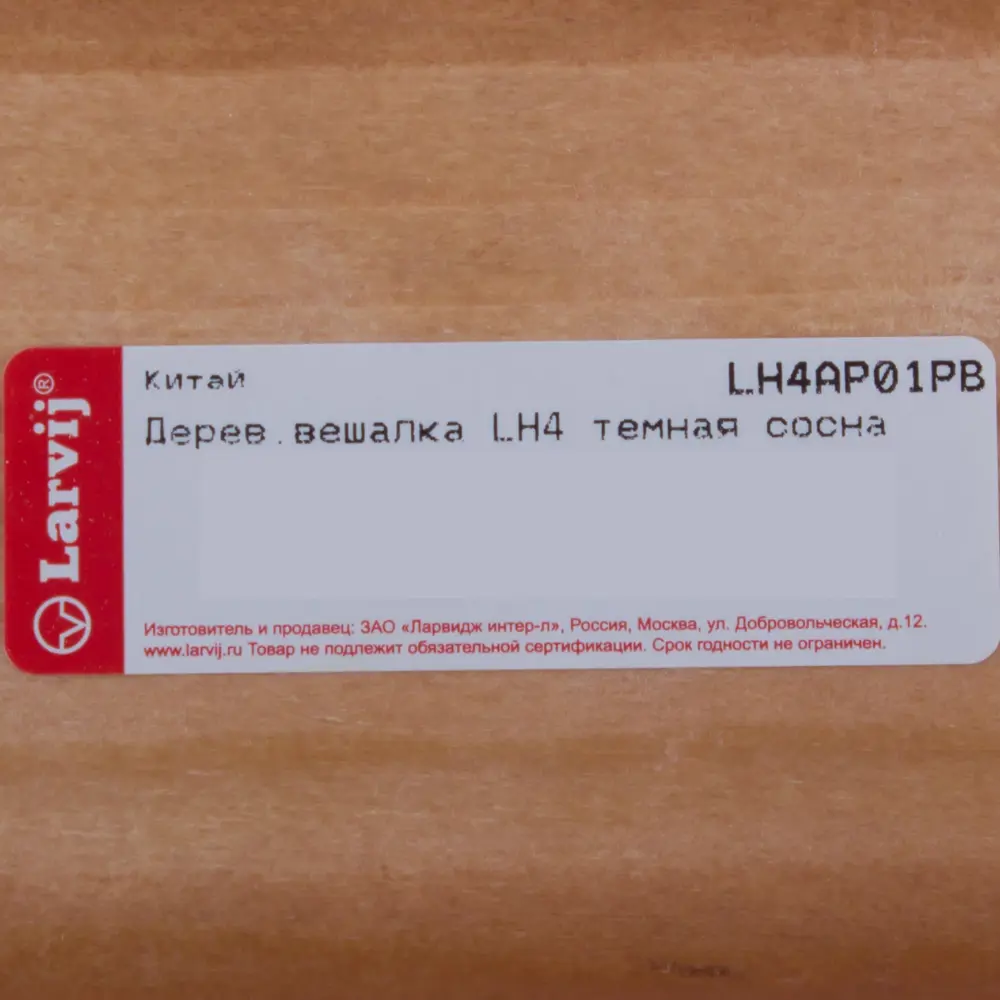 Larvij®
Китай
LH4AP01PB
Дерев.вешалка LH4 темная сосна
Изготовитель и продавец: ЗАО «Ларвидж интер-л», Россия, Москва, ул. Добровольческая, д.12.
www.larvij.ru Товар не подлежит обязательной сертификации. Срок годности не ограничен.